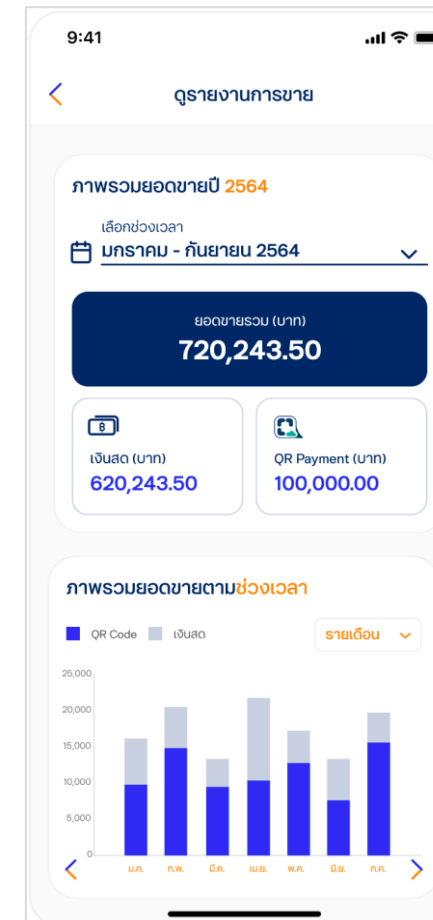 9:41
ดูรายงานการขาย
ภาพรวมยอดขายปี 2564
เลือกช่วงเวลา
มกราคม - กันยายน 2564
ยอดขายรวม (บาท)
720,243.50
เงินสด (บาท)
620,243.50
QR Payment (บาท)
100,000.00
ภาพรวมยอดขายตามช่วงเวลา
QR Code เงินสด
รายเดือน
25,000
20,000
15,000
10,000
5,000
0
ม.ค. ก.พ. มี.ค. เม.ย. พ.ค. มิ.ย. ก.ค.